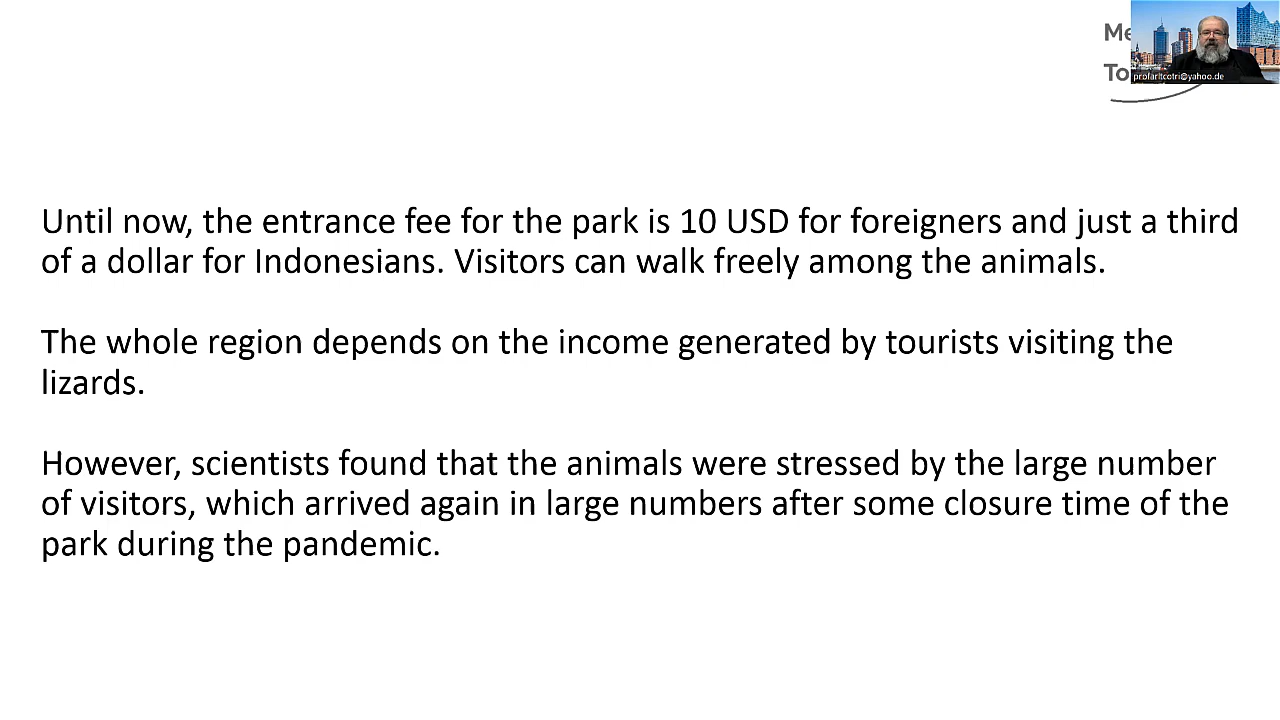 Me
To
profarltcotri@yahoo.de
Until now, the entrance fee for the park is 10 USD for foreigners and just a third
of a dollar for Indonesians. Visitors can walk freely among the animals.
The whole region depends on the income generated by tourists visiting the
lizards.
However, scientists found that the animals were stressed by the large number
of visitors, which arrived again in large numbers after some closure time of the
park during the pandemic.